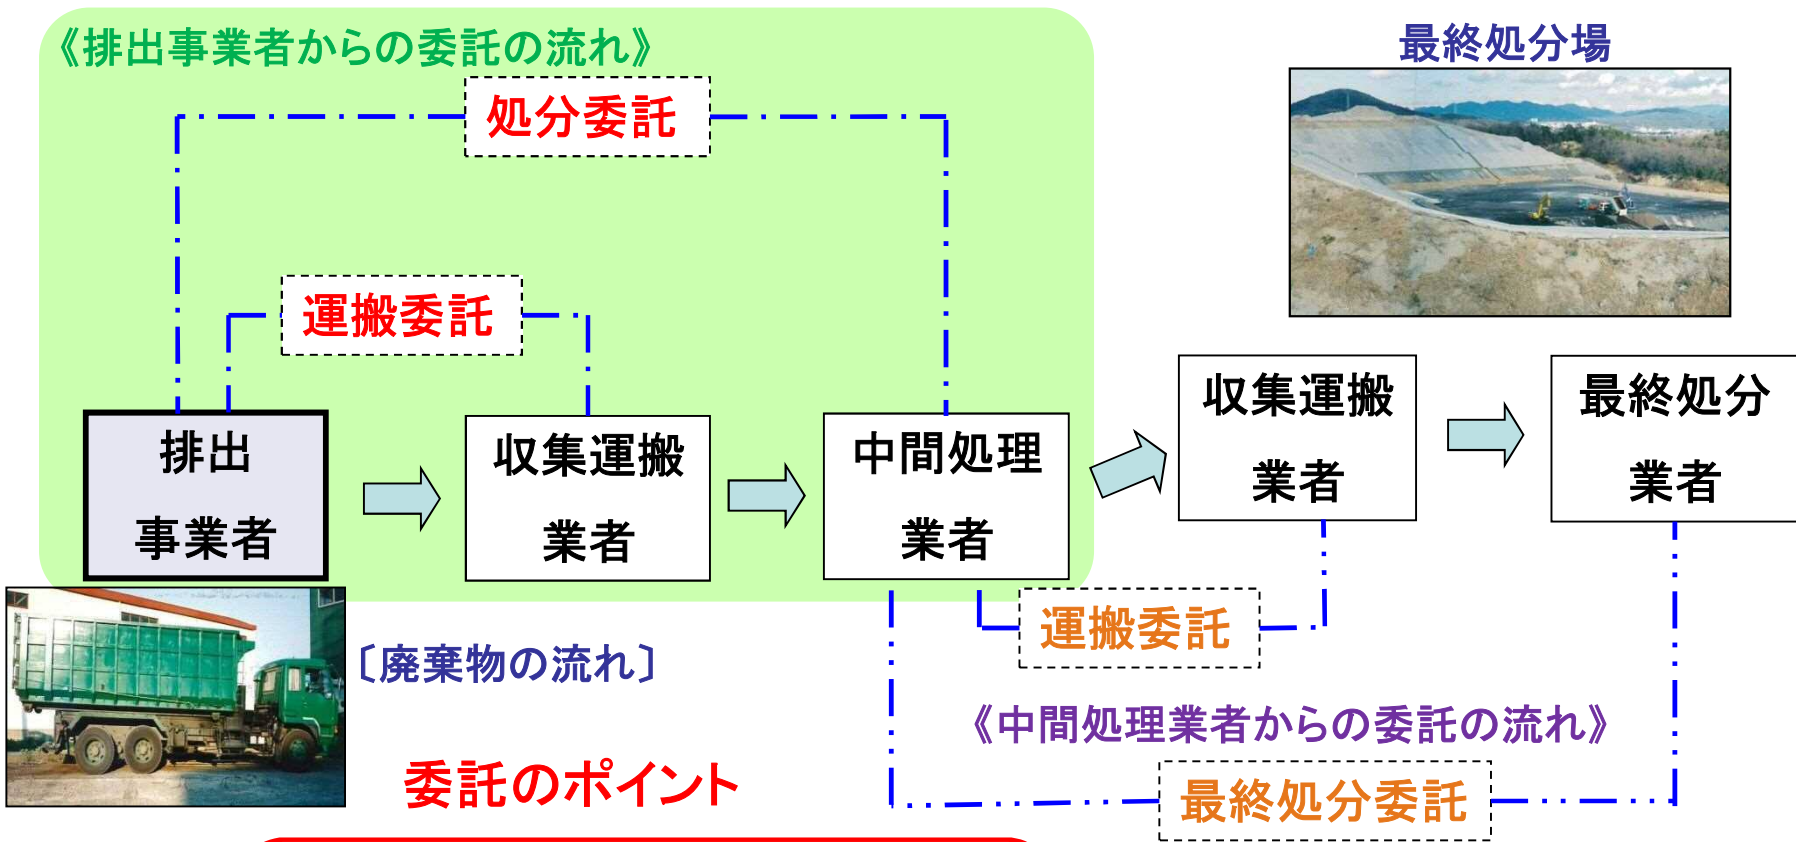 《排出事業者からの委託の流れ》
最終処分場
処分委託
運搬委託
排出
事業者
収集運搬
業者
中間処理
業者
収集運搬
業者
最終処分
業者
運搬委託
〔廃棄物の流れ〕
《中間処理業者からの委託の流れ》
委託のポイント
最終処分委託